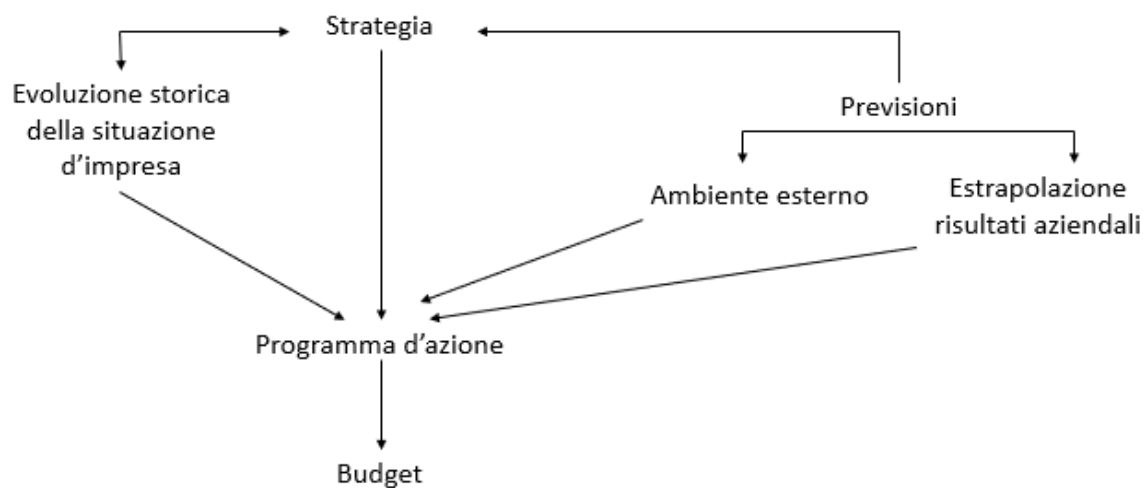 Strategia
Evoluzione storica
della situazione
d'impresa
Previsioni
Ambiente esterno
Estrapolazione
risultati aziendali
Programma d'azione
Budget